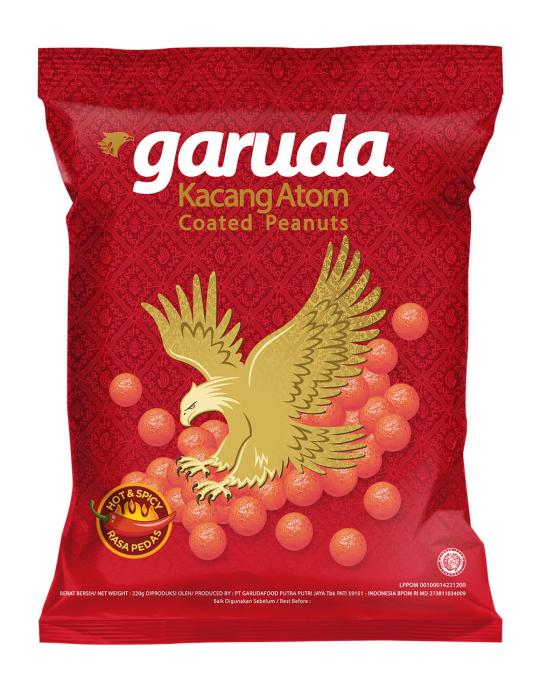 garuda
Kacang Atom
Coated Peanuts
HOT & SPICY
RASA PEDAS
LPPOM 00100014221200
BERAT BERSIH/ NET WEIGHT : 220g DIPRODUKSI OLEH/ PRODUCED BY : PT GARUDAFOOD PUTRA PUTRI JAYA Tbk PATI 59151 - INDONESIA BPOM RI MD 273811034009
Baik Digunakan Sebelum / Best Before :